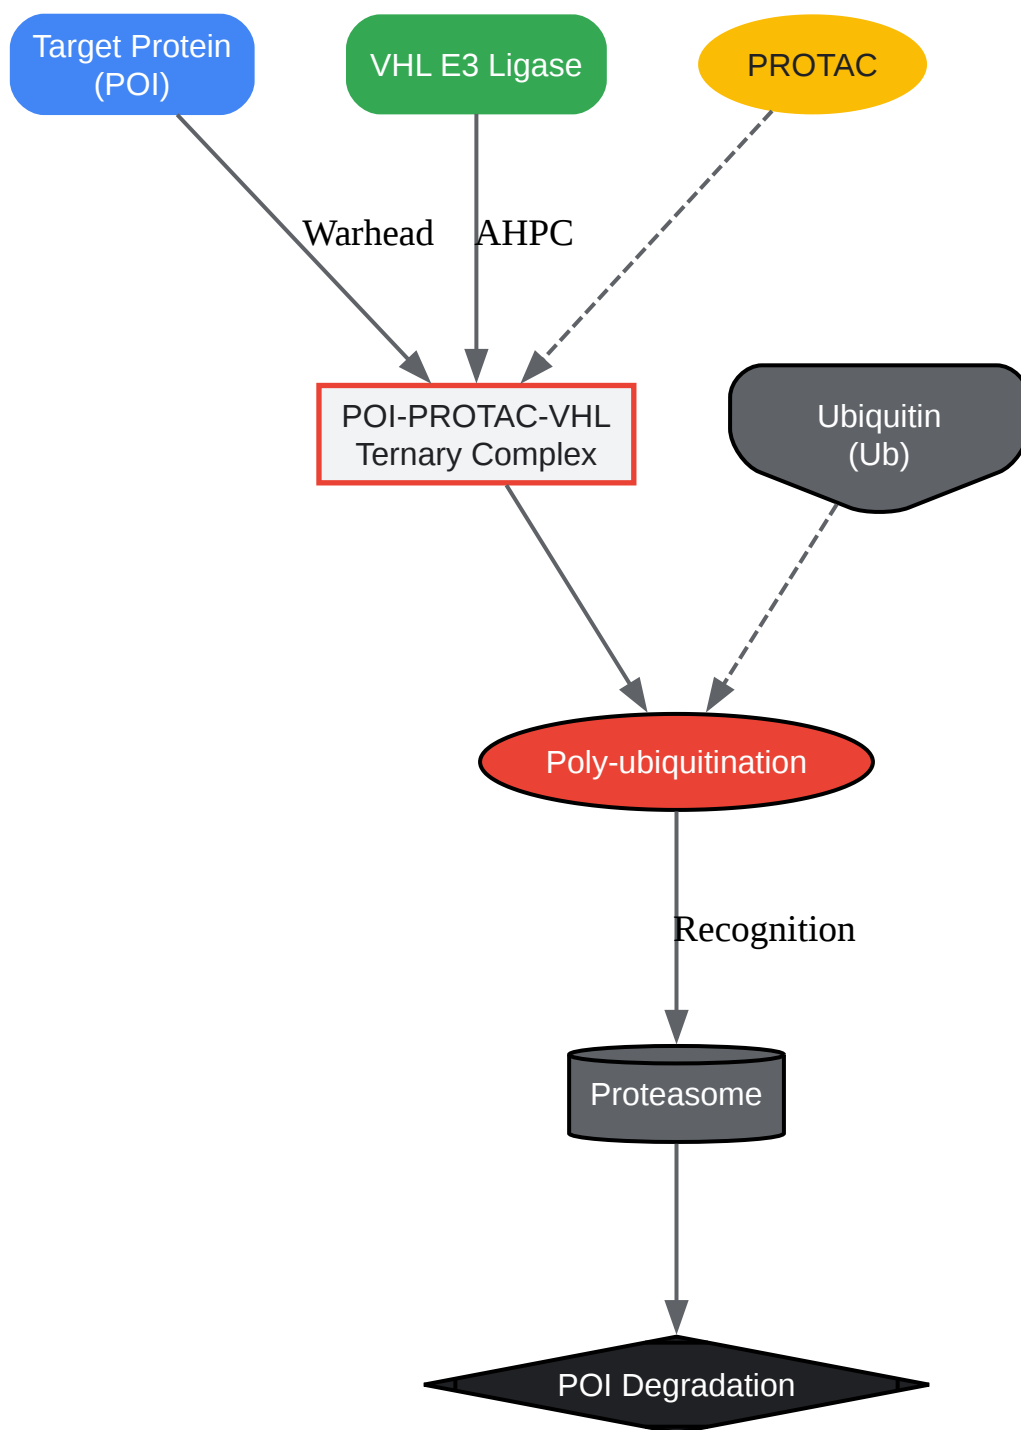 Target Protein
(POI)
VHL E3 Ligase
PROTAC
Warhead
AHPC
POI-PROTAC-VHL
Ternary Complex
Ubiquitin
(Ub)
Poly-ubiquitination
Recognition
Proteasome
POI Degradation